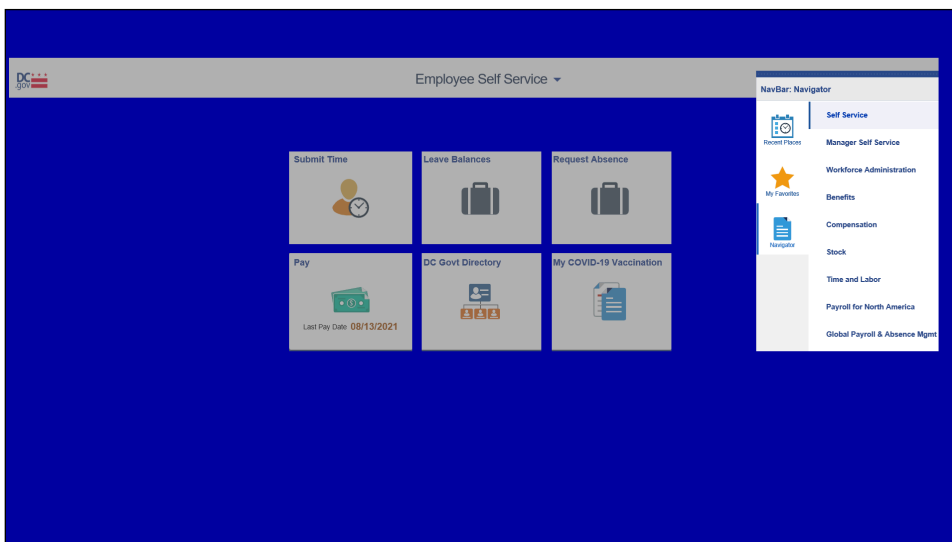 DC
.gov
Employee Self Service
NavBar: Navigator
Recent Places
My Favorites
Navigator
Self Service
Manager Self Service
Workforce Administration
Benefits
Compensation
Stock
Time and Labor
Payroll for North America
Global Payroll & Absence Mgmt
Submit Time
Leave Balances
Request Absence
Pay
Last Pay Date 08/13/2021
DC Govt Directory
My COVID-19 Vaccination